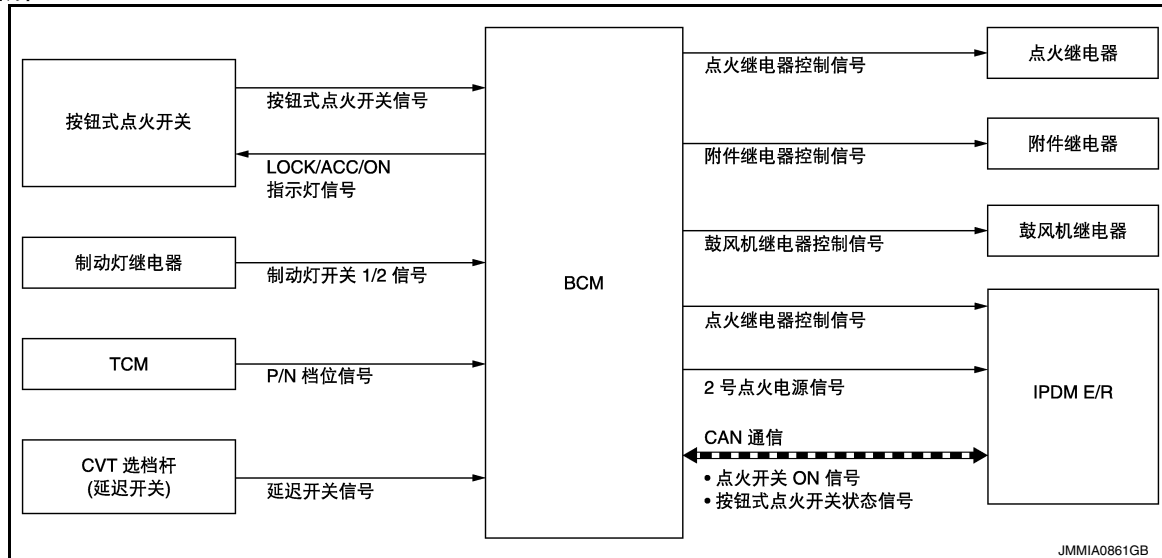 按钮式点火开关
按钮式点火开关信号
LOCK/ACC/ON
指示灯信号
制动灯继电器
制动灯开关 1/2 信号
TCM
P/N 档位信号
CVT 选档杆
(延迟开关)
延迟开关信号
BCM
点火继电器控制信号
点火继电器
附件继电器控制信号
附件继电器
鼓风机继电器控制信号
鼓风机继电器
点火继电器控制信号
2 号点火电源信号
IPDM E/R
CAN 通信
• 点火开关 ON 信号
• 按钮式点火开关状态信号
JMMIA0861GB